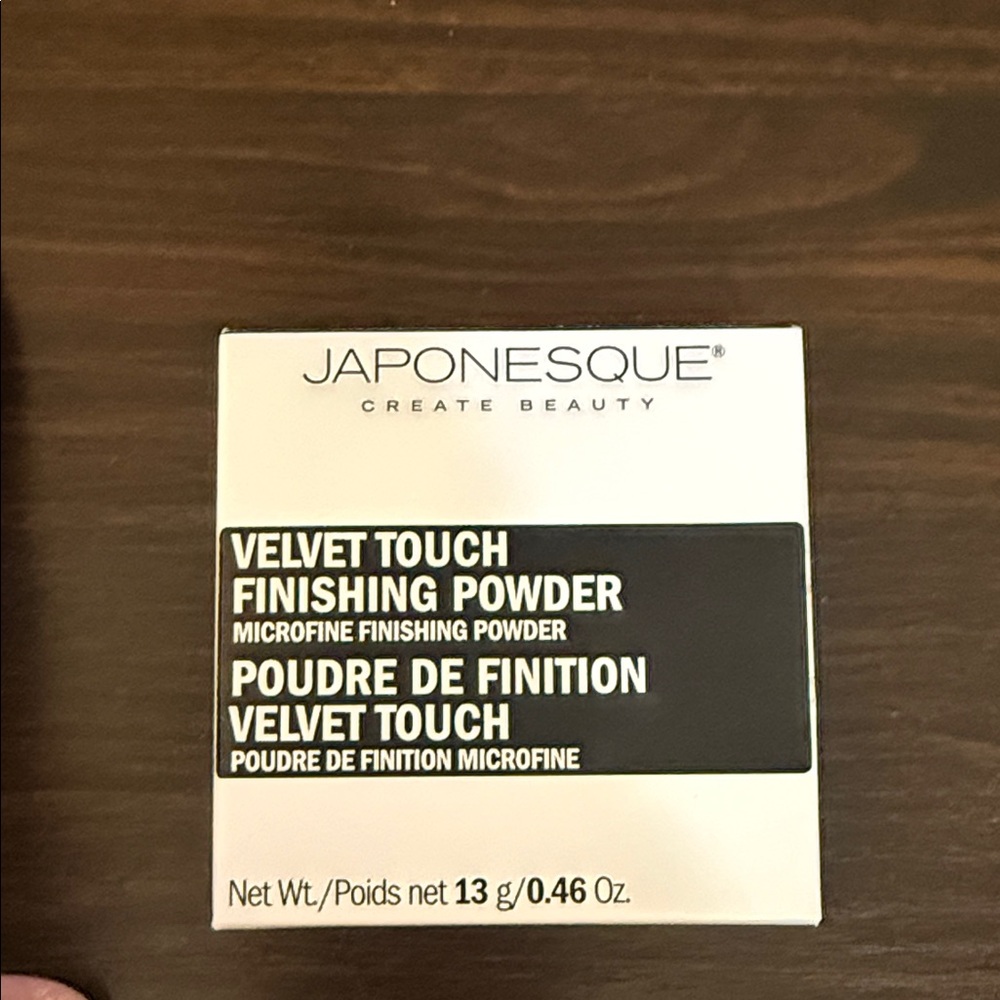 JAPONESQUE®
CREATE BEAUTY
VELVET TOUCH
FINISHING POWDER
MICROFINE FINISHING POWDER
POUDRE DE FINITION
VELVET TOUCH
POUDRE DE FINITION MICROFINE
Net Wt./Poids net 13 g/0.46 Oz.